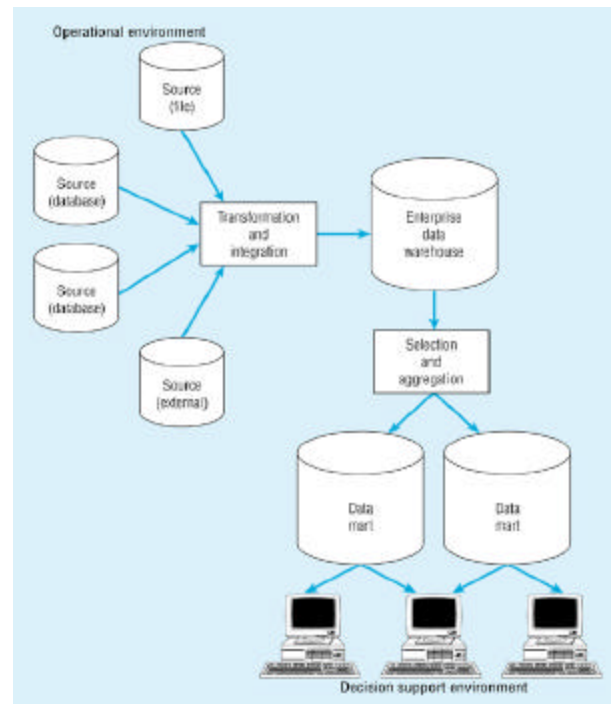 Operational environment
Source
(file)
Source
(database)
Transformation
and
integration
Enterprise
data
warehouse
Source
(database)
Selection
and
aggregation
Source
(external)
Data
mart
Data
mart
Decision support environment